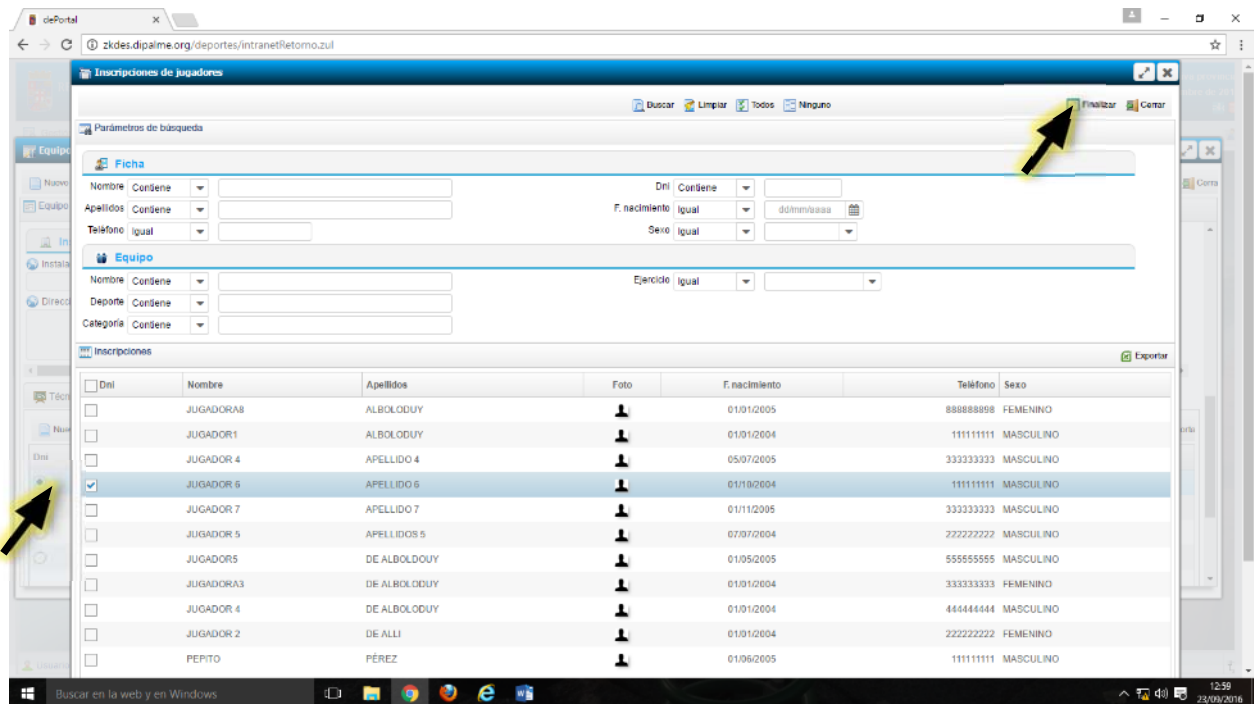 dePortal
zkdes.dipalme.org/deportes/intranetRetorno.zul
Inscripciones de jugadores
Buscar Limpiar Todos Ninguno Finalizar Cerrar
Parámetros de búsqueda
Equipo
Nuevo
Cerra
Equipo
Ficha
Nombre Contiene Dni Contiene
Apellidos Contiene F. nacimiento Igual dd/mm/aaaa
Teléfono Igual Sexo Igual
Equipo
Nombre Contiene Ejercicio Igual
Deporte Contiene
Categoría Contiene
In
Instala
Direcci
Técn
Nuev
Dni
Inscripciones Exportar
Dni Nombre Apellidos Foto F. nacimiento Teléfono Sexo
JUGADORA8 ALBOLODUY 01/01/2005 888888898 FEMENINO
JUGADOR1 ALBOLODUY 01/01/2004 111111111 MASCULINO
JUGADOR 4 APELLIDO 4 05/07/2005 333333333 MASCULINO
JUGADOR 6 APELLIDO 6 01/10/2004 111111111 MASCULINO
JUGADOR 7 APELLIDO 7 01/11/2005 333333333 MASCULINO
JUGADOR 5 APELLIDOS 5 07/07/2004 222222222 MASCULINO
JUGADOR5 DE ALBOLDOUY 01/05/2005 555555555 MASCULINO
JUGADORA3 DE ALBOLODUY 01/01/2004 333333333 FEMENINO
JUGADOR 4 DE ALBOLODUY 01/01/2004 444444444 MASCULINO
JUGADOR 2 DE ALLI 01/01/2004 222222222 FEMENINO
PEPITO PÉREZ 01/06/2005 111111111 MASCULINO
Usuario
Buscar en la web y en Windows
12:59
23/09/2016